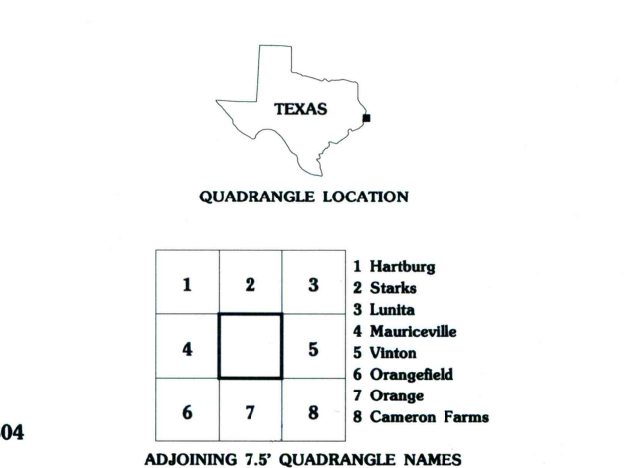 TEXAS
QUADRANGLE LOCATION
1 2 3
4 5
6 7 8
1 Hartburg
2 Starks
3 Lunita
4 Mauriceville
5 Vinton
6 Orangefield
7 Orange
8 Cameron Farms
04
ADJOINING 7.5' QUADRANGLE NAMES